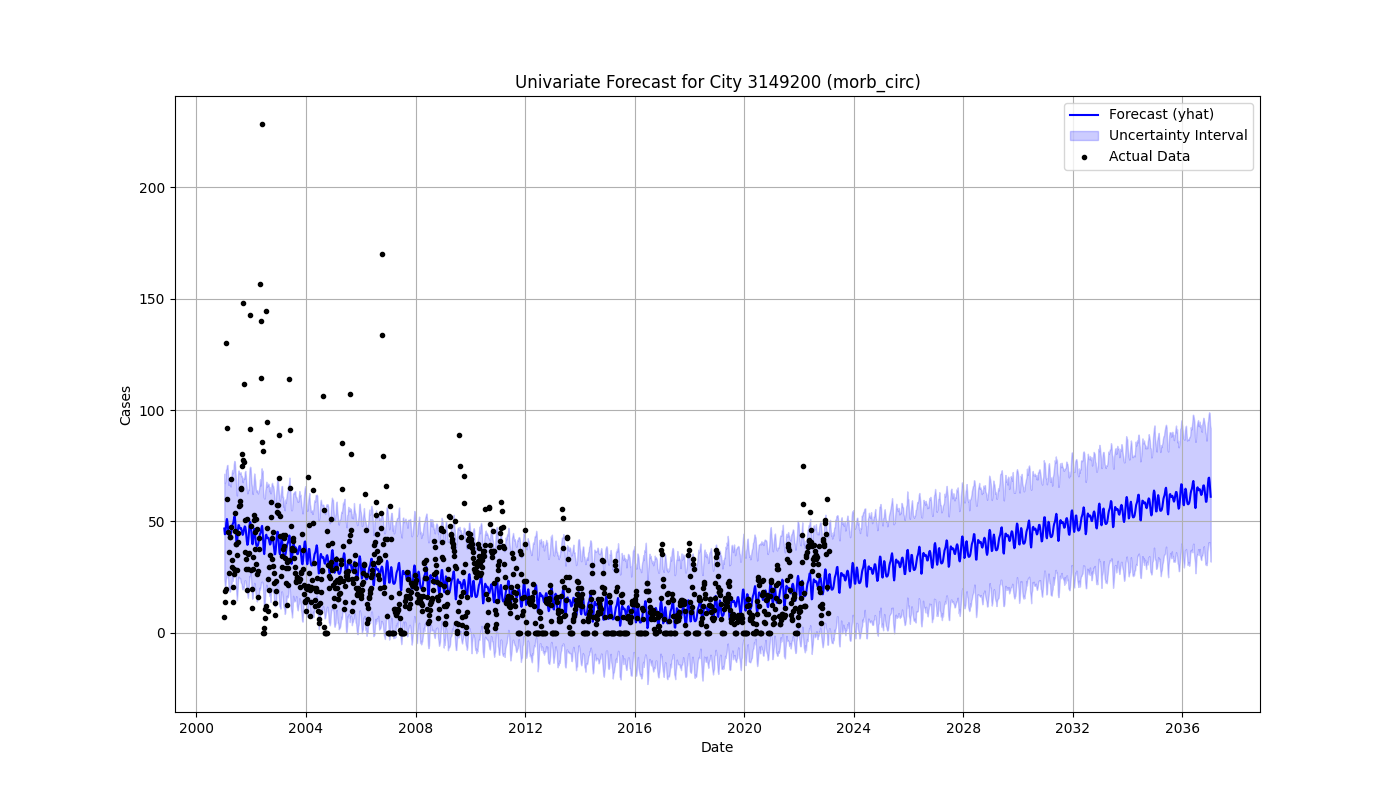 Univariate Forecast for City 3149200 (morb_circ)
Forecast (yhat)
Uncertainty Interval
Actual Data
Cases
200
150
100
50
0
2000 2004 2008 2012 2016 2020 2024 2028 2032 2036
Date